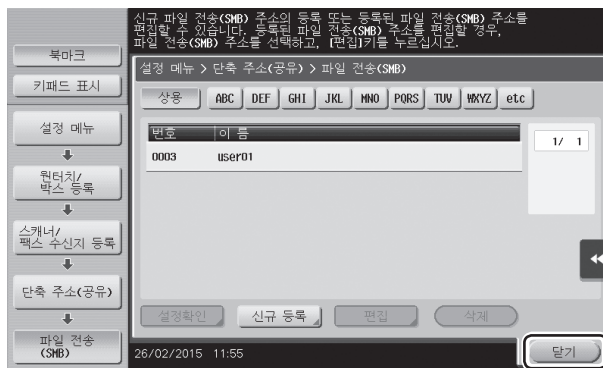 신규 파일 전송(SMB) 주소의 등록 또는 등록된 파일 전송(SMB) 주소를
편집할 수 있습니다. 등록된 파일 전송(SMB) 주소를 편집할 경우,
파일 전송(SMB) 주소를 선택하고, [편집]키를 누르십시오.
북마크
키패드 표시
설정 메뉴
원터치/
박스 등록
스캐너/
팩스 수신지 등록
단축 주소(공유)
파일 전송
(SMB)
설정 메뉴 > 단축 주소(공유) > 파일 전송(SMB)
상용 ABC DEF GHI JKL MNO PQRS TUV WXYZ etc
번호 이 름
0003 user01
1/ 1
설정확인 신규 등록 편집 삭제
26/02/2015 11:55
닫기